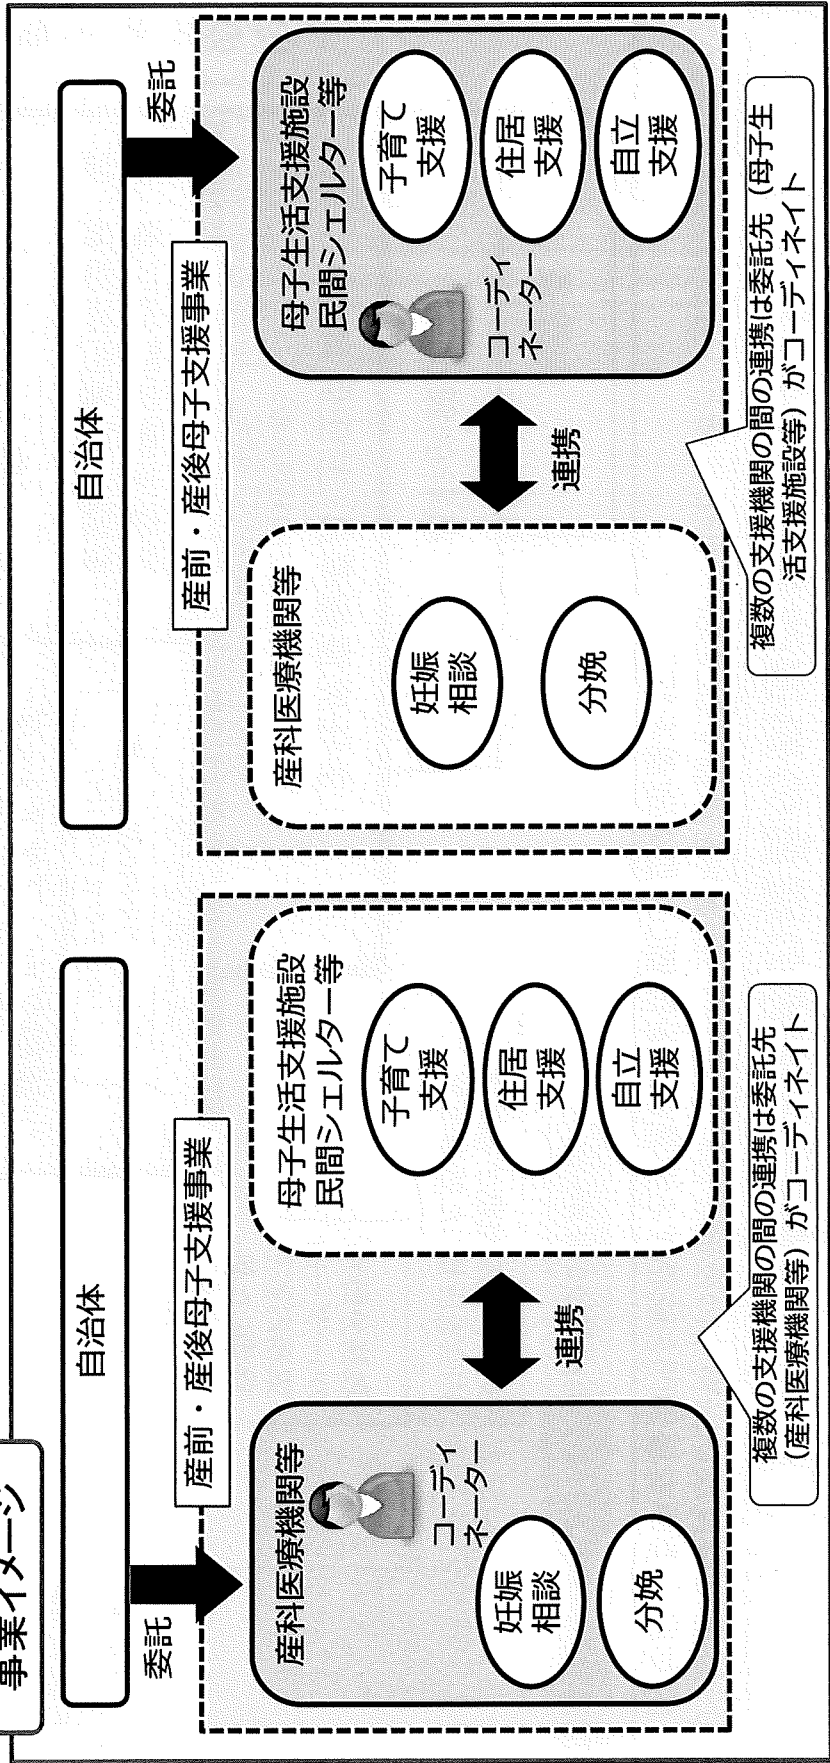 事業イメージ
自治体
委託
産前・産後母子支援事業
産科医療機関等
コーディ
ネーター
妊娠
相談
分娩
連携
母子生活支援施設
民間シェルター等
子育て
支援
住居
支援
自立
支援
複数の支援機関の間の連携は委託先
(産科医療機関等) がコーディネイト
自治体
委託
産前・産後母子支援事業
産科医療機関等
妊娠
相談
分娩
連携
母子生活支援施設
民間シェルター等
コーディ
ネーター
子育て
支援
住居
支援
自立
支援
複数の支援機関の間の連携は委託先 (母子生
活支援施設等) がコーディネイト